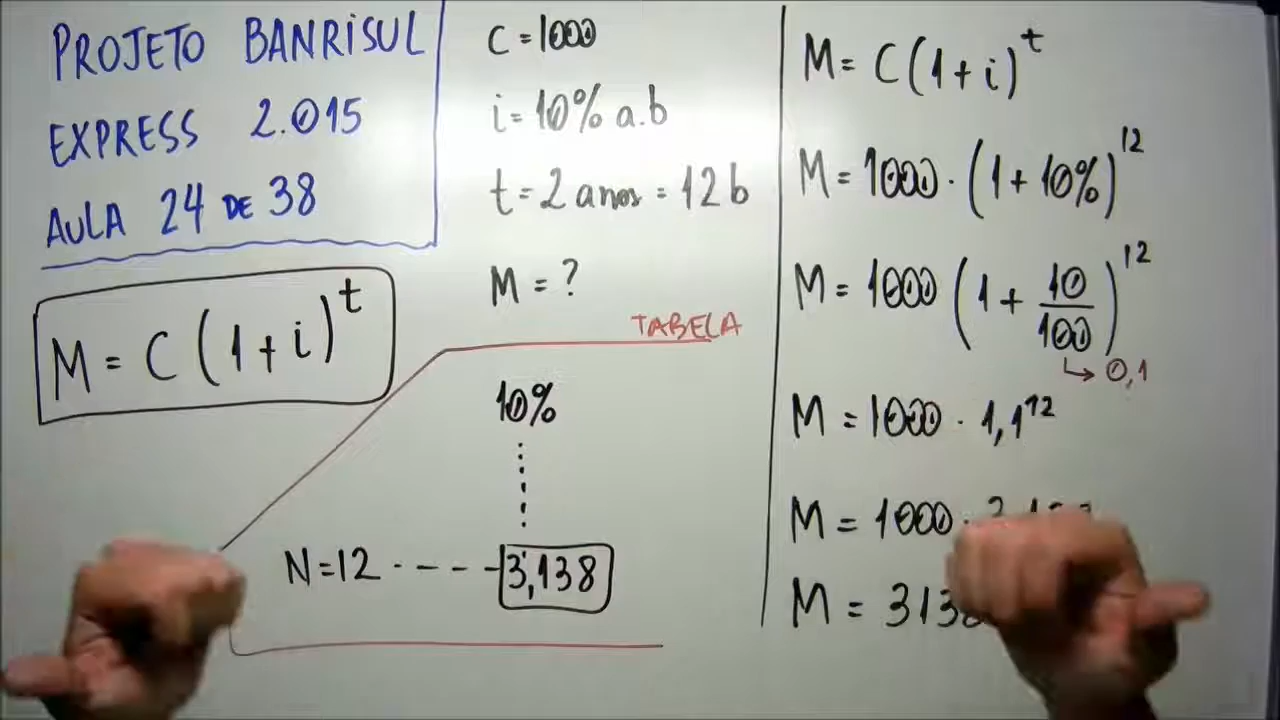 PROJETO BANRISUL
EXPRESS 2.015
AULA 24 DE 38
M = C (1 + i)^t
C = 1000
i = 10% a.b
t = 2 anos = 12 b
M = ?
TABELA
10%
N = 12 ---- 3,138
M = C (1 + i)^t
M = 1000 · (1 + 10%)^12
M = 1000 (1 + 10/100)^12
↳ 0,1
M = 1000 · 1,1^12
M = 1000 ·
M = 313